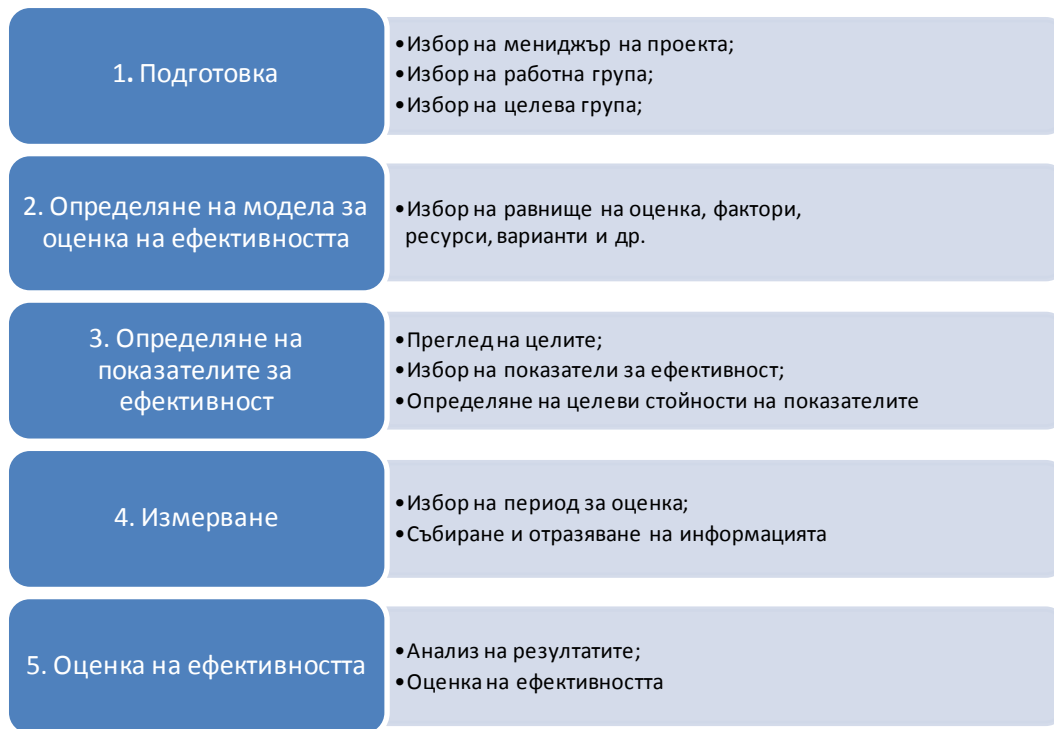 1. Подготовка
•Избор на мениджър на проекта;
•Избор на работна група;
•Избор на целева група;
2. Определяне на модела за
оценка на ефективността
•Избор на равнище на оценка, фактори,
ресурси, варианти и др.
3. Определяне на
показателите за
ефективност
•Преглед на целите;
•Избор на показатели за ефективност;
•Определяне на целеви стойности на показателите
4. Измерване
•Избор на период за оценка;
•Събиране и отразяване на информацията
5. Оценка на ефективността
•Анализ на резултатите;
•Оценка на ефективността